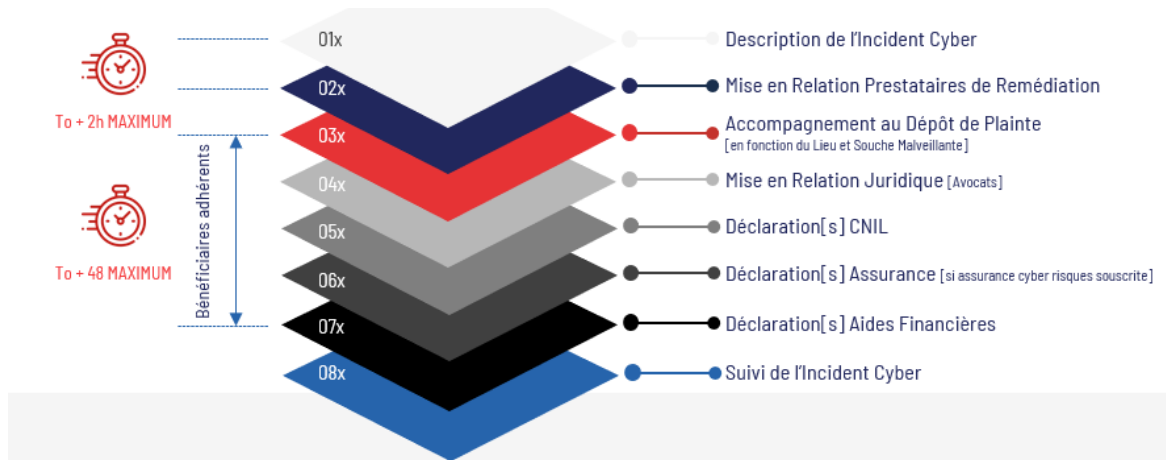 01x
Description de l'Incident Cyber
02x
Mise en Relation Prestataires de Remédiation
To + 2h MAXIMUM
03x
Accompagnement au Dépôt de Plainte
[en fonction du Lieu et Souche Malveillante]
04x
Mise en Relation Juridique [Avocats]
Bénéficiaires adhérents
05x
Déclaration[s] CNIL
To + 48 MAXIMUM
06x
Déclaration[s] Assurance [si assurance cyber risques souscrite]
07x
Déclaration[s] Aides Financières
08x
Suivi de l'Incident Cyber